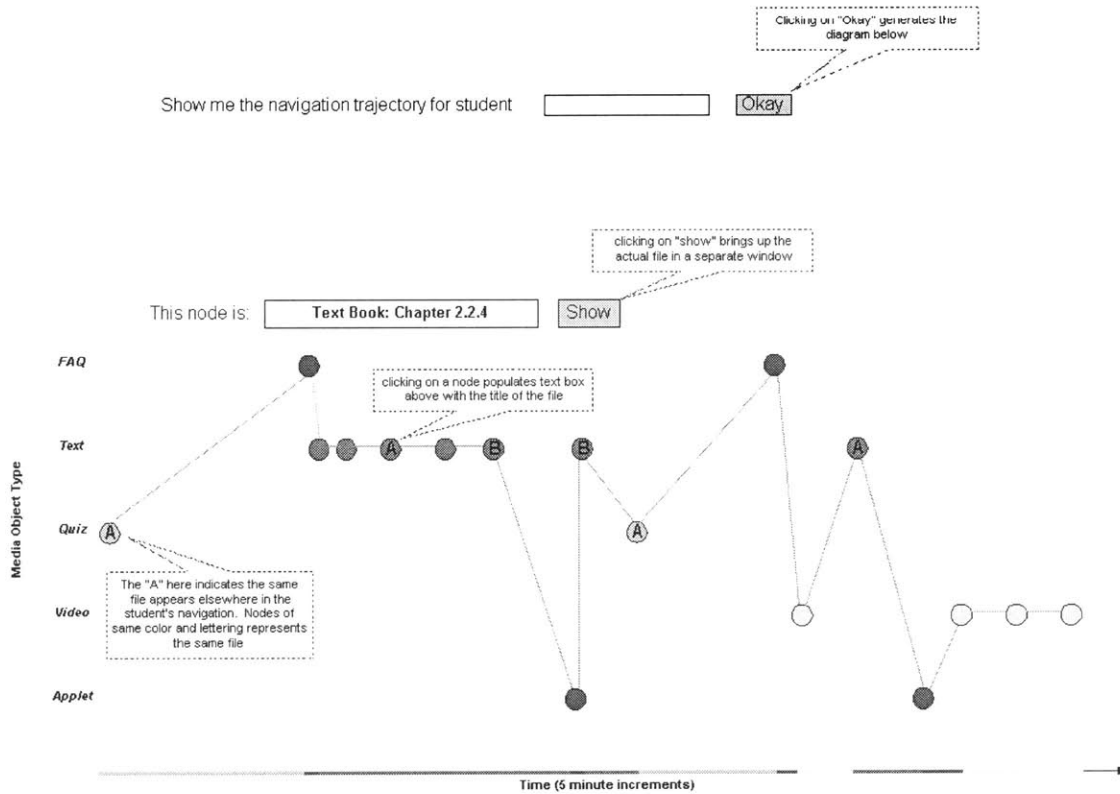 Clicking on "Okay" generates the
diagram below
Show me the navigation trajectory for student
Okay
clicking on "show" brings up the
actual file in a separate window
This node is:
Text Book: Chapter 2.2.4
Show
FAQ
clicking on a node populates text box
above with the title of the file
Text
A
B
B
A
Media Object Type
Quiz
A
A
The "A" here indicates the same
file appears elsewhere in the
student's navigation. Nodes of
same color and lettering represents
the same file
Video
Applet
Time (5 minute increments)